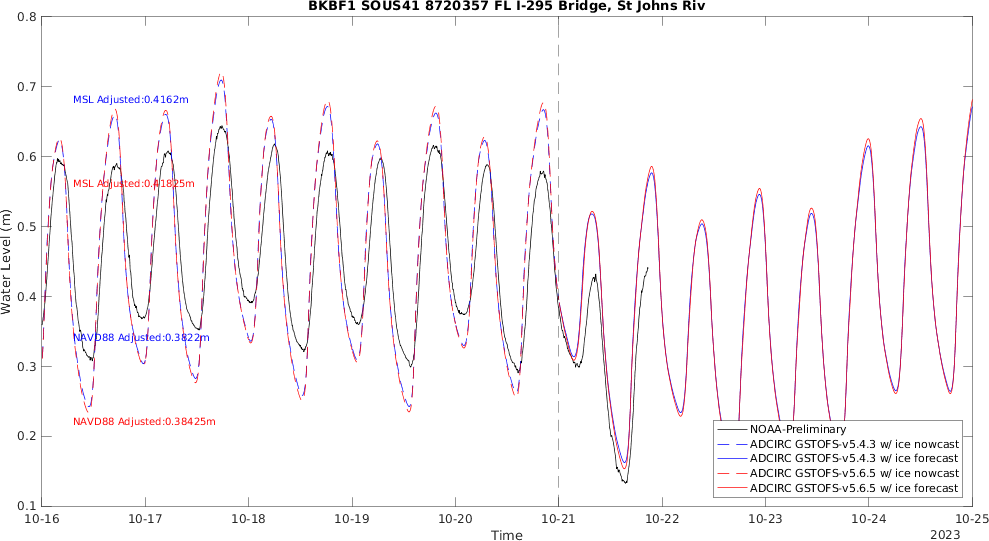 BKBF1 SOUS41 8720357 FL I-295 Bridge, St Johns Riv
0.8
0.7
0.6
0.5
0.4
0.3
0.2
0.1
Water Level (m)
MSL Adjusted:0.4162m
MSL Adjusted:0.41825m
NAVD88 Adjusted:0.3822m
NAVD88 Adjusted:0.38425m
NOAA-Preliminary
ADCIRC GSTOFS-v5.4.3 w/ ice nowcast
ADCIRC GSTOFS-v5.4.3 w/ ice forecast
ADCIRC GSTOFS-v5.6.5 w/ ice nowcast
ADCIRC GSTOFS-v5.6.5 w/ ice forecast
10-16 10-17 10-18 10-19 10-20 10-21 10-22 10-23 10-24 10-25
Time
2023